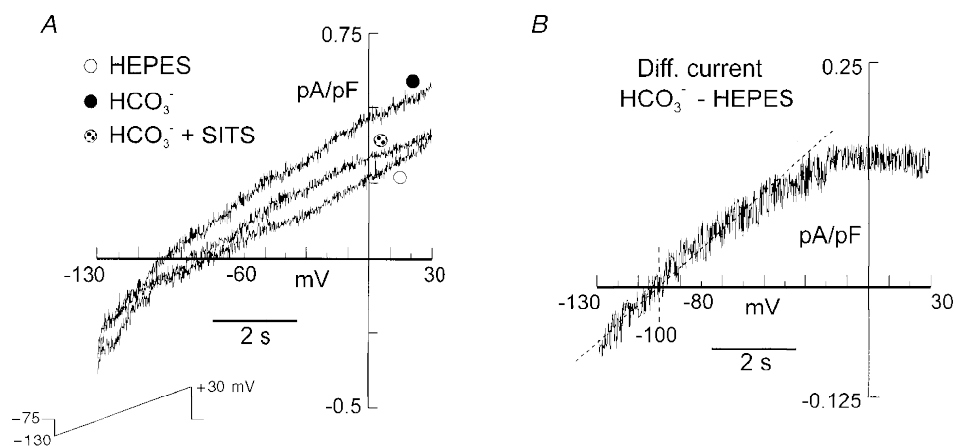 A
HEPES
HCO₃⁻
HCO₃⁻ + SITS
0.75
pA/pF
-130
-60
mV
30
2 s
-0.5
+30 mV
-75
-130
B
Diff. current
HCO₃⁻ - HEPES
0.25
pA/pF
-130
-80
mV
30
-100
2 s
-0.125